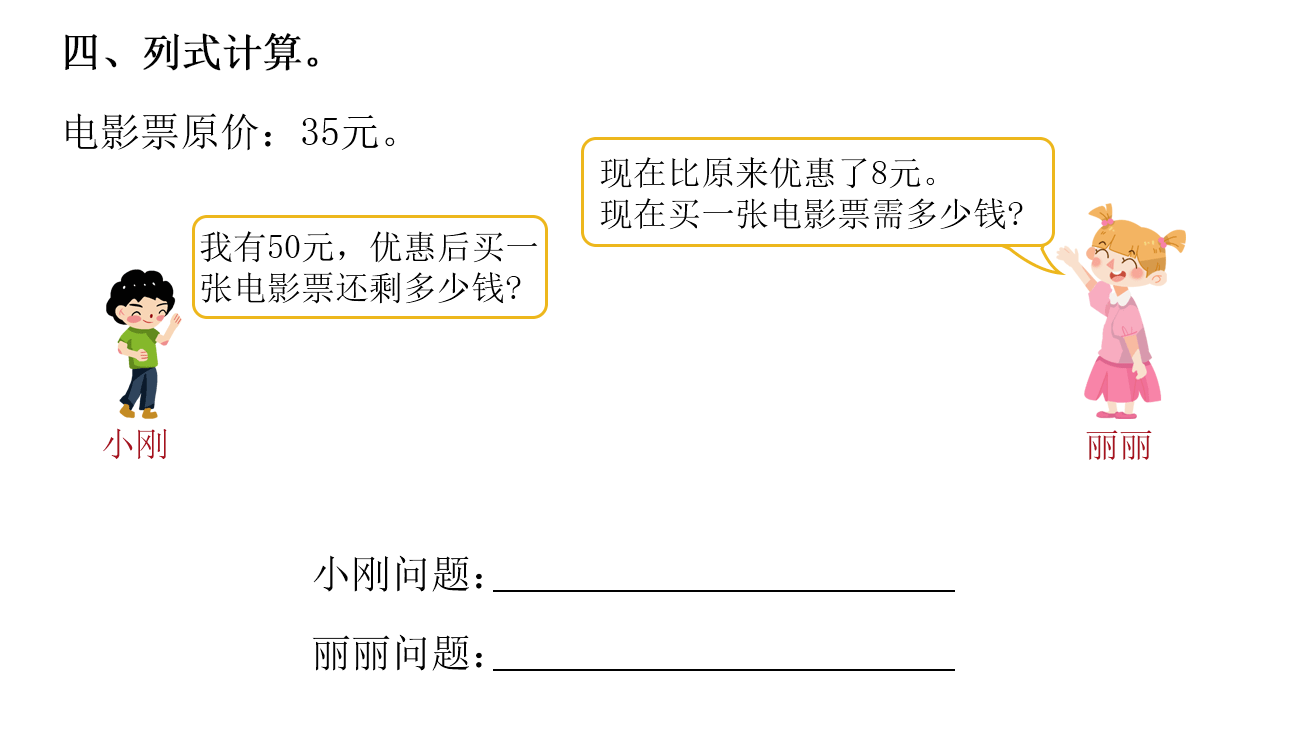 四、列式计算。
电影票原价：35元。
现在比原来优惠了8元。
现在买一张电影票需多少钱?
我有50元，优惠后买一
张电影票还剩多少钱?
小刚
丽丽
小刚问题：
丽丽问题：